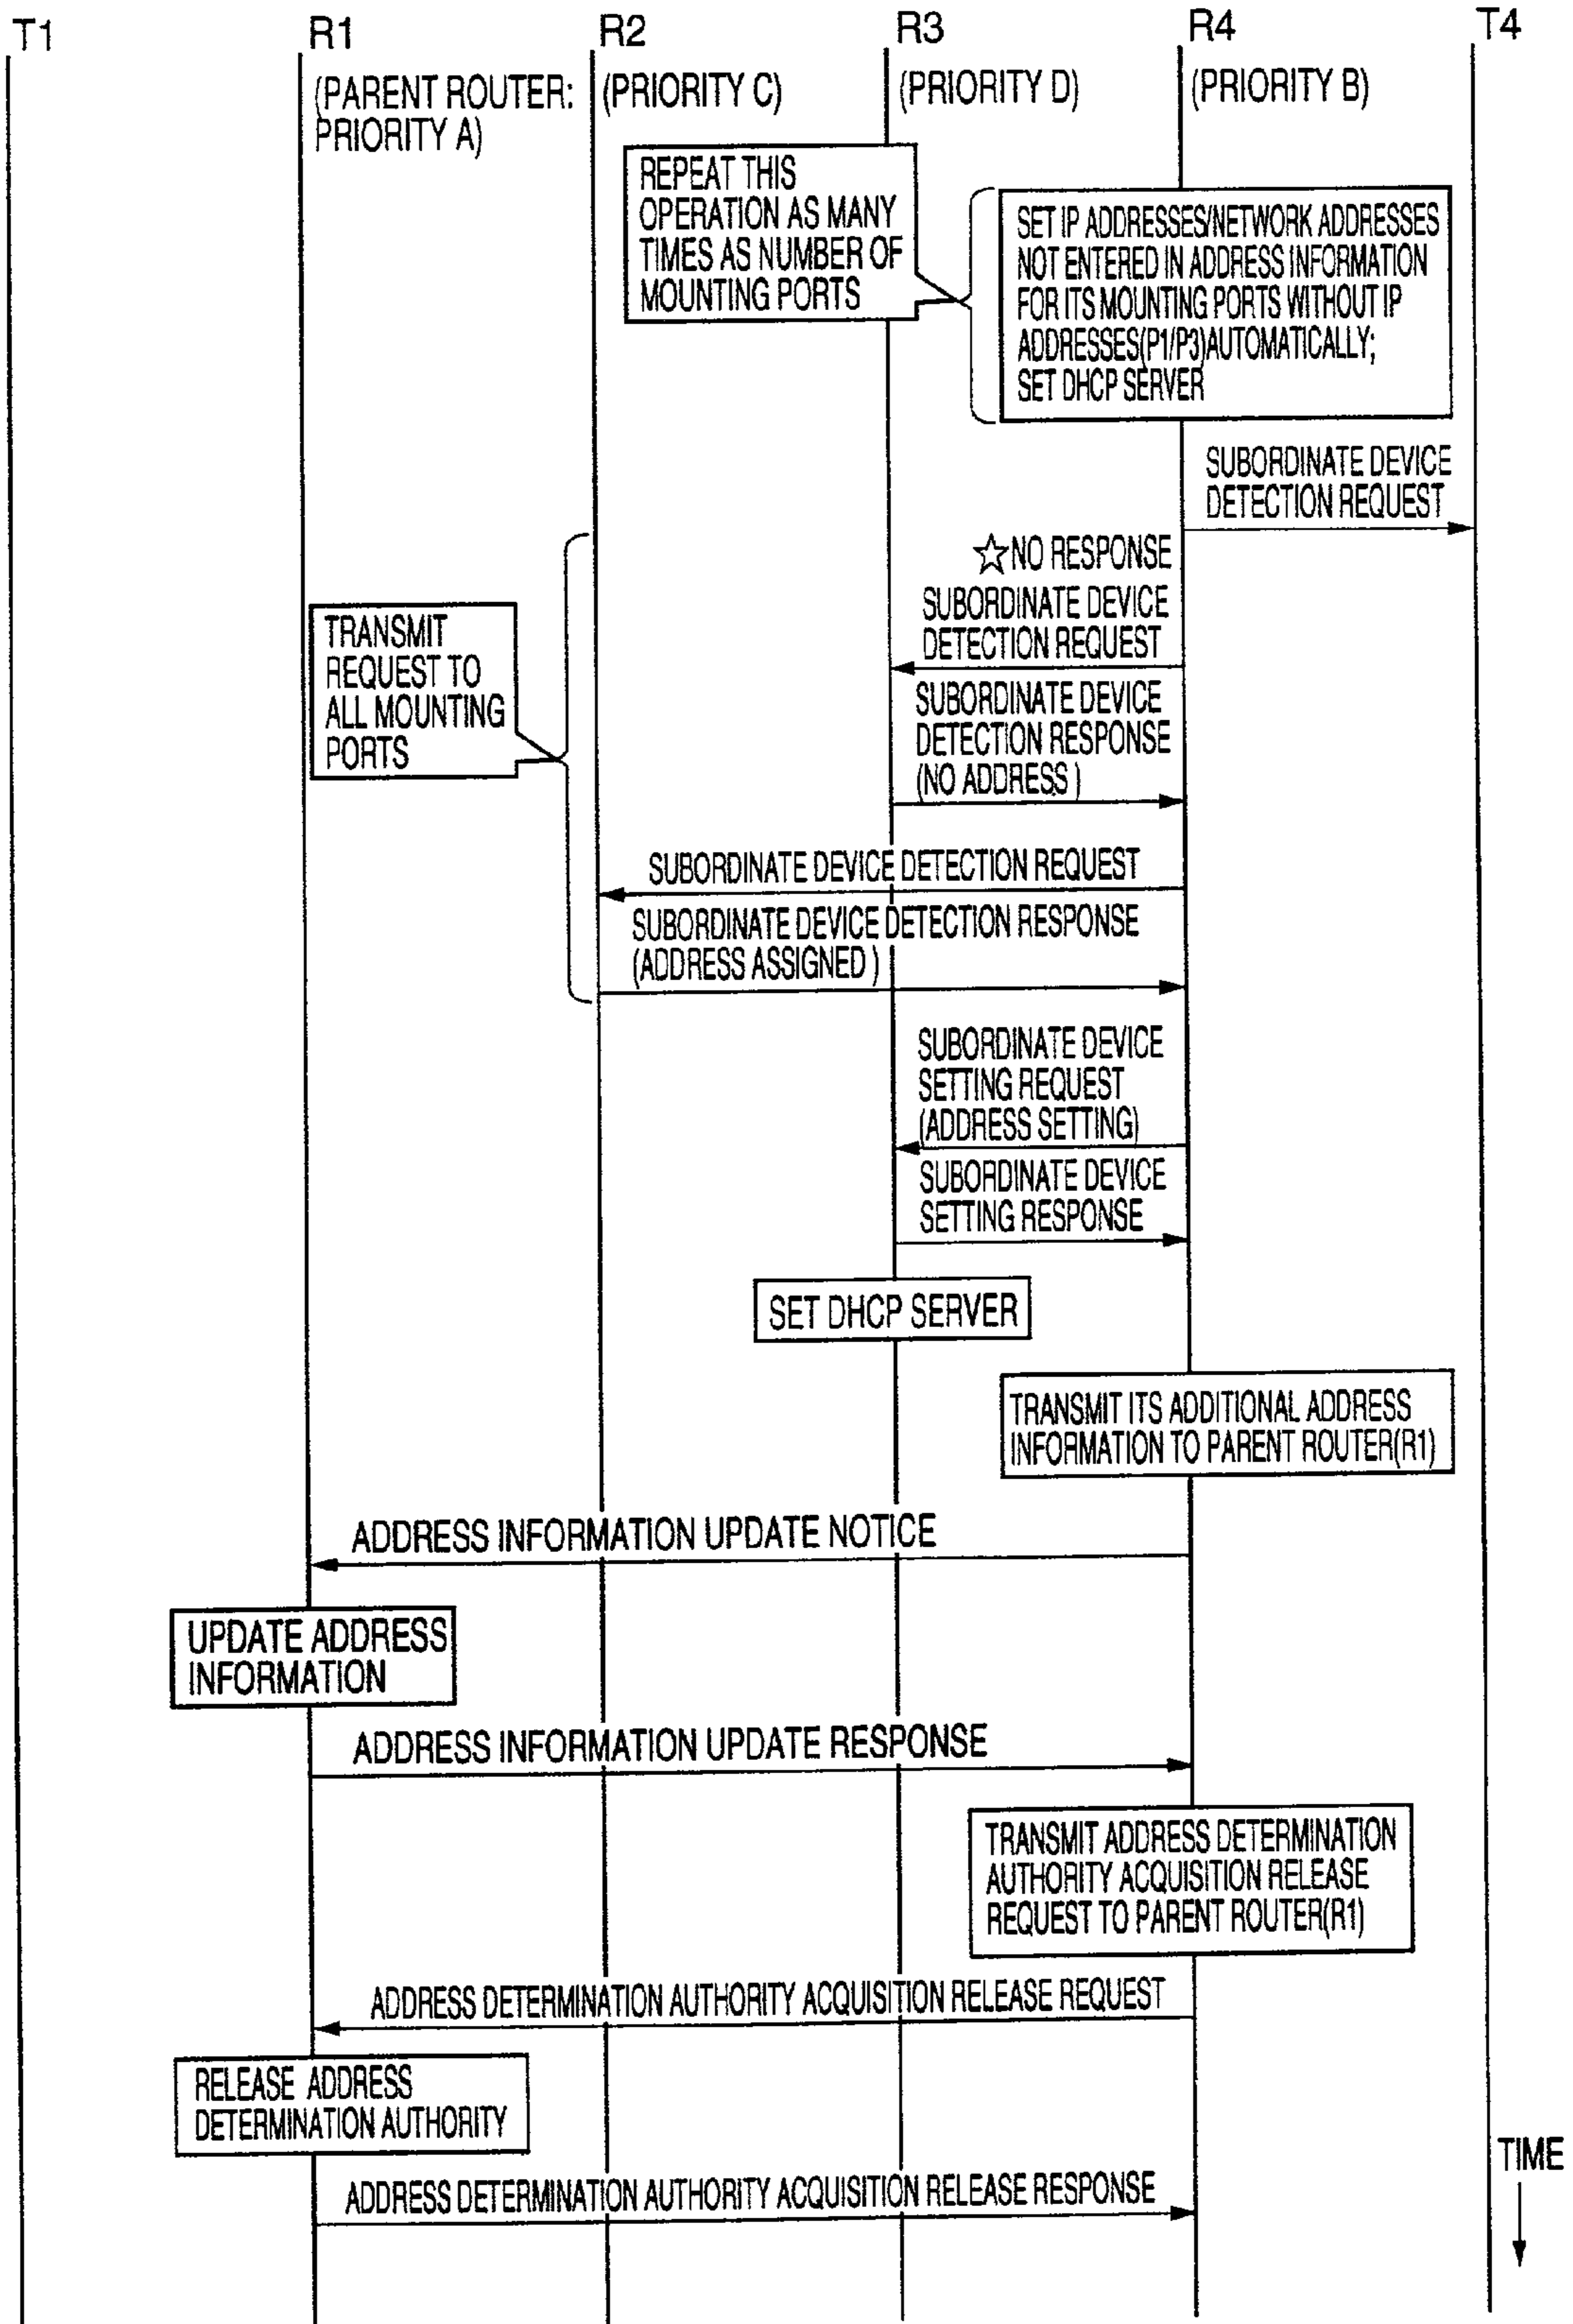 T1
R1
R2
R3
R4
T4
(PARENT ROUTER:
PRIORITY A)
(PRIORITY C)
(PRIORITY D)
(PRIORITY B)
REPEAT THIS
OPERATION AS MANY
TIMES AS NUMBER OF
MOUNTING PORTS
SET IP ADDRESSES/NETWORK ADDRESSES
NOT ENTERED IN ADDRESS INFORMATION
FOR ITS MOUNTING PORTS WITHOUT IP
ADDRESSES(P1/P3)AUTOMATICALLY;
SET DHCP SERVER
SUBORDINATE DEVICE
DETECTION REQUEST
☆NO RESPONSE
SUBORDINATE DEVICE
DETECTION REQUEST
TRANSMIT
REQUEST TO
ALL MOUNTING
PORTS
SUBORDINATE DEVICE
DETECTION RESPONSE
(NO ADDRESS)
SUBORDINATE DEVICE DETECTION REQUEST
SUBORDINATE DEVICE DETECTION RESPONSE
(ADDRESS ASSIGNED)
SUBORDINATE DEVICE
SETTING REQUEST
(ADDRESS SETTING)
SUBORDINATE DEVICE
SETTING RESPONSE
SET DHCP SERVER
TRANSMIT ITS ADDITIONAL ADDRESS
INFORMATION TO PARENT ROUTER(R1)
ADDRESS INFORMATION UPDATE NOTICE
UPDATE ADDRESS
INFORMATION
ADDRESS INFORMATION UPDATE RESPONSE
TRANSMIT ADDRESS DETERMINATION
AUTHORITY ACQUISITION RELEASE
REQUEST TO PARENT ROUTER(R1)
ADDRESS DETERMINATION AUTHORITY ACQUISITION RELEASE REQUEST
RELEASE ADDRESS
DETERMINATION AUTHORITY
TIME
ADDRESS DETERMINATION AUTHORITY ACQUISITION RELEASE RESPONSE